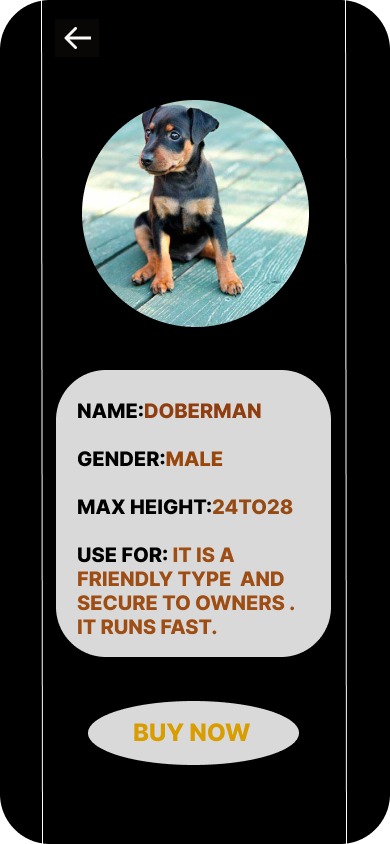 NAME:DOBERMAN
GENDER:MALE
MAX HEIGHT:24TO28
USE FOR: IT IS A
FRIENDLY TYPE  AND
SECURE TO OWNERS .
IT RUNS FAST.
BUY NOW